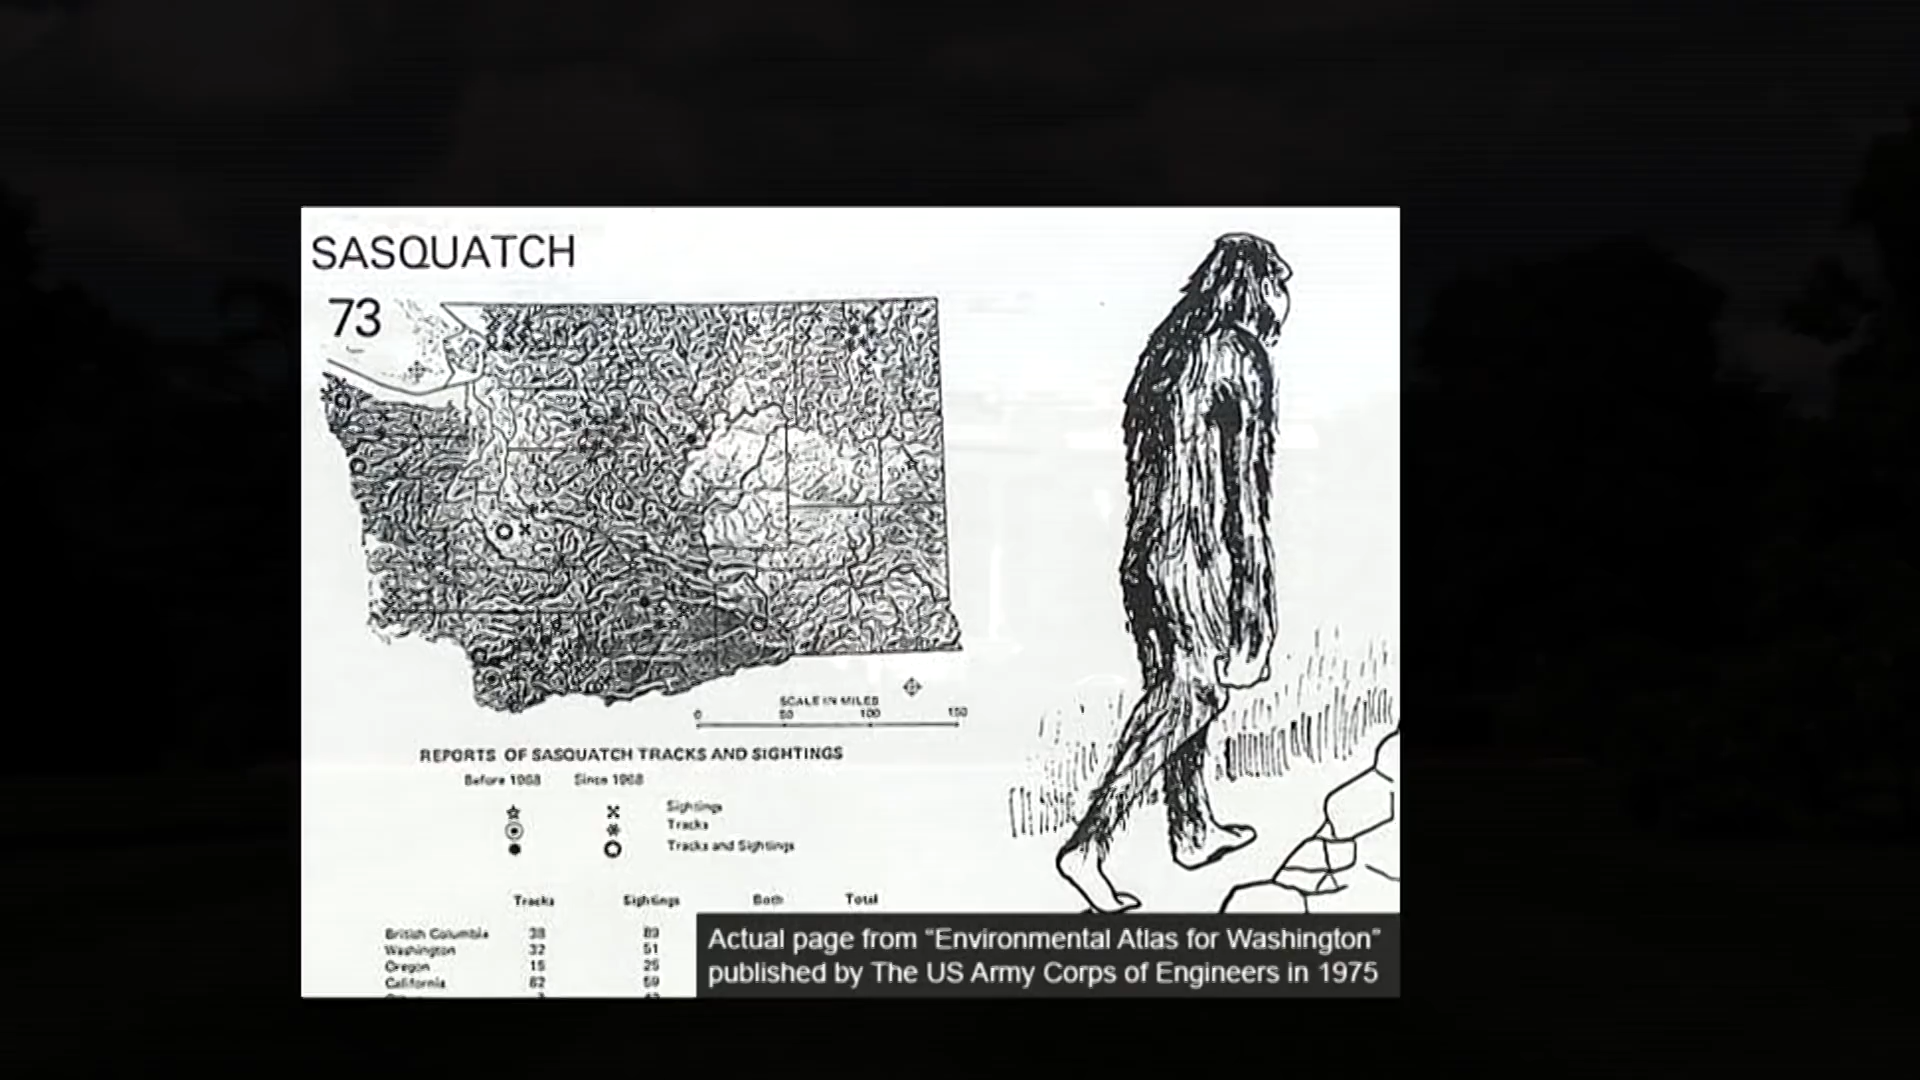 SASQUATCH
73
SCALE IN MILES
0 50 100 150
REPORTS OF SASQUATCH TRACKS AND SIGHTINGS
Before 1968 Since 1968
Sightings
Tracks
Tracks and Sightings
Tracks Sightings Both Total
British Columbia 38 89
Washington 32 51
Oregon 15 25
California 62 59
Actual page from “Environmental Atlas for Washington”
published by The US Army Corps of Engineers in 1975